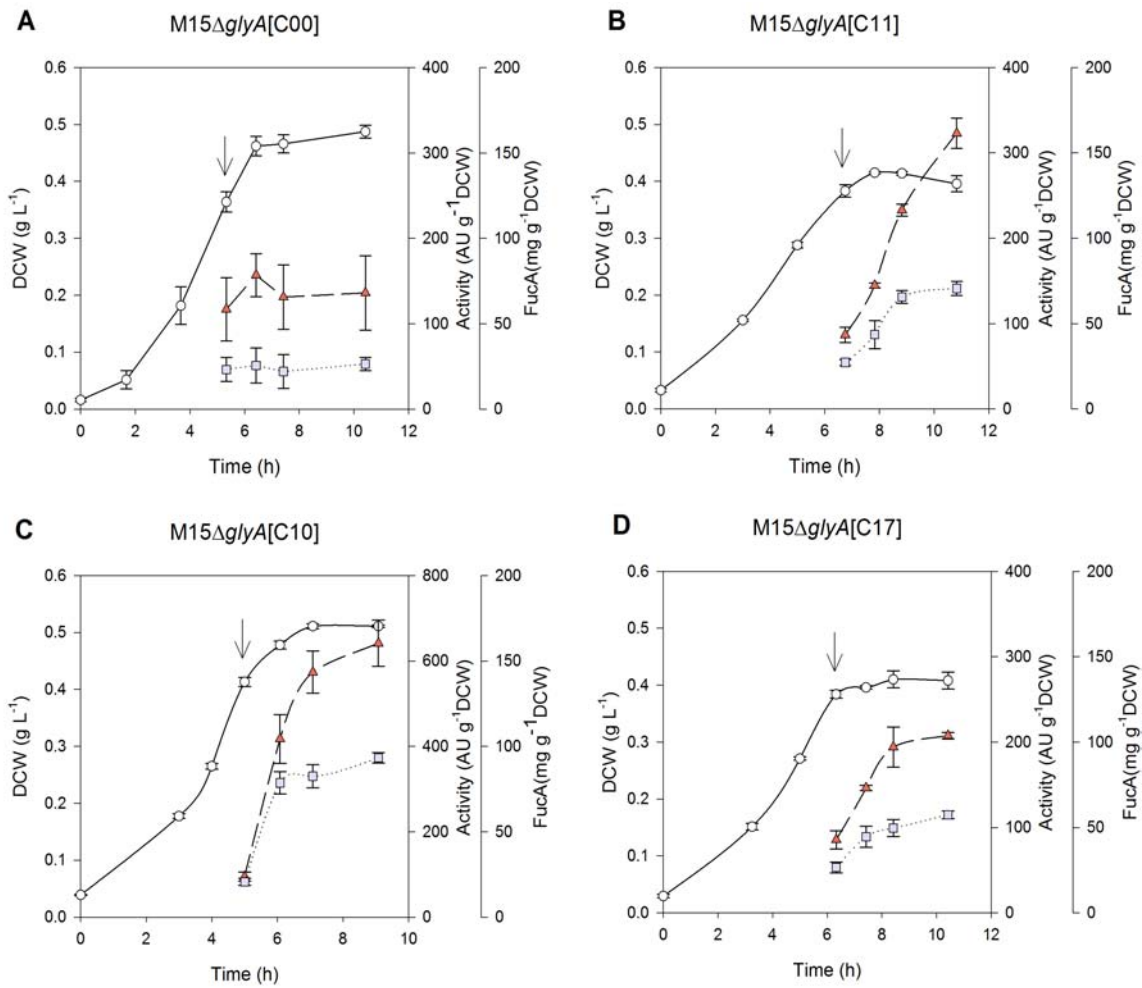 A
M15ΔglyA[C00]
0.6
0.5
0.4
0.3
0.2
0.1
0.0
DCW (g L⁻¹)
400
300
200
100
0
Activity (AU g⁻¹DCW)
200
150
100
50
0
FucA(mg g⁻¹DCW)
0 2 4 6 8 10 12
Time (h)
B
M15ΔglyA[C11]
0.6
0.5
0.4
0.3
0.2
0.1
0.0
DCW (g L⁻¹)
400
300
200
100
0
Activity (AU g⁻¹DCW)
200
150
100
50
0
FucA(mg g⁻¹DCW)
0 2 4 6 8 10 12
Time (h)
C
M15ΔglyA[C10]
0.6
0.5
0.4
0.3
0.2
0.1
0.0
DCW (g L⁻¹)
800
600
400
200
0
Activity (AU g⁻¹DCW)
200
150
100
50
0
FucA(mg g⁻¹DCW)
0 2 4 6 8 10
Time (h)
D
M15ΔglyA[C17]
0.6
0.5
0.4
0.3
0.2
0.1
0.0
DCW (g L⁻¹)
400
300
200
100
0
Activity (AU g⁻¹DCW)
200
150
100
50
0
FucA(mg g⁻¹DCW)
0 2 4 6 8 10 12
Time (h)